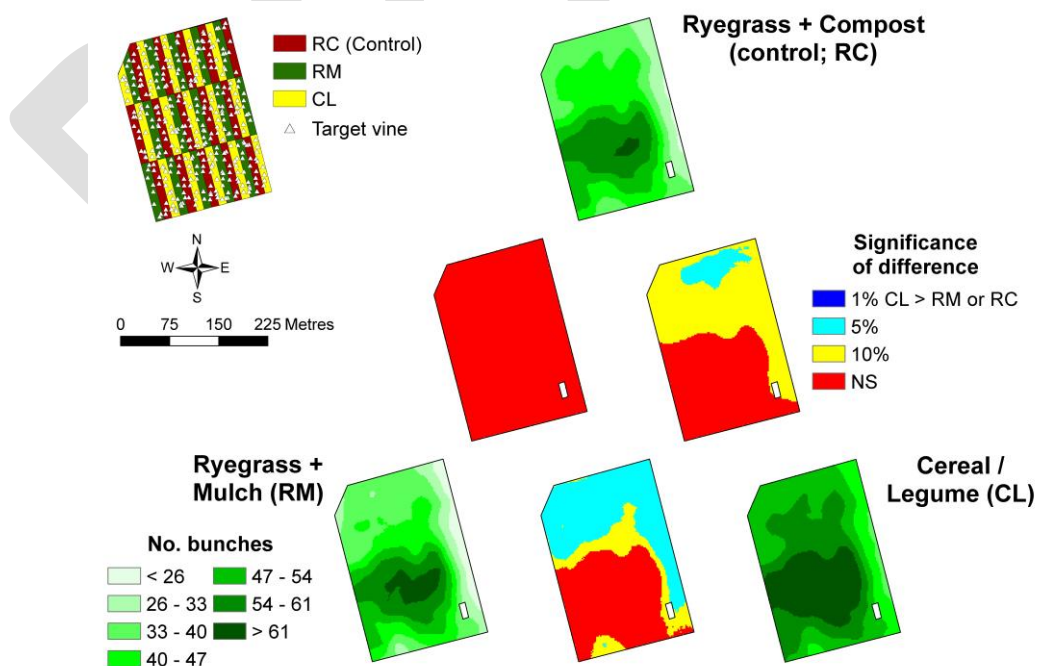 RC (Control)
RM
CL
Target vine
N
W E
S
0 75 150 225 Metres
Ryegrass + Compost
(control; RC)
Significance
of difference
1% CL > RM or RC
5%
10%
NS
Ryegrass +
Mulch (RM)
No. bunches
< 26
26 - 33
33 - 40
40 - 47
47 - 54
54 - 61
> 61
Cereal /
Legume (CL)